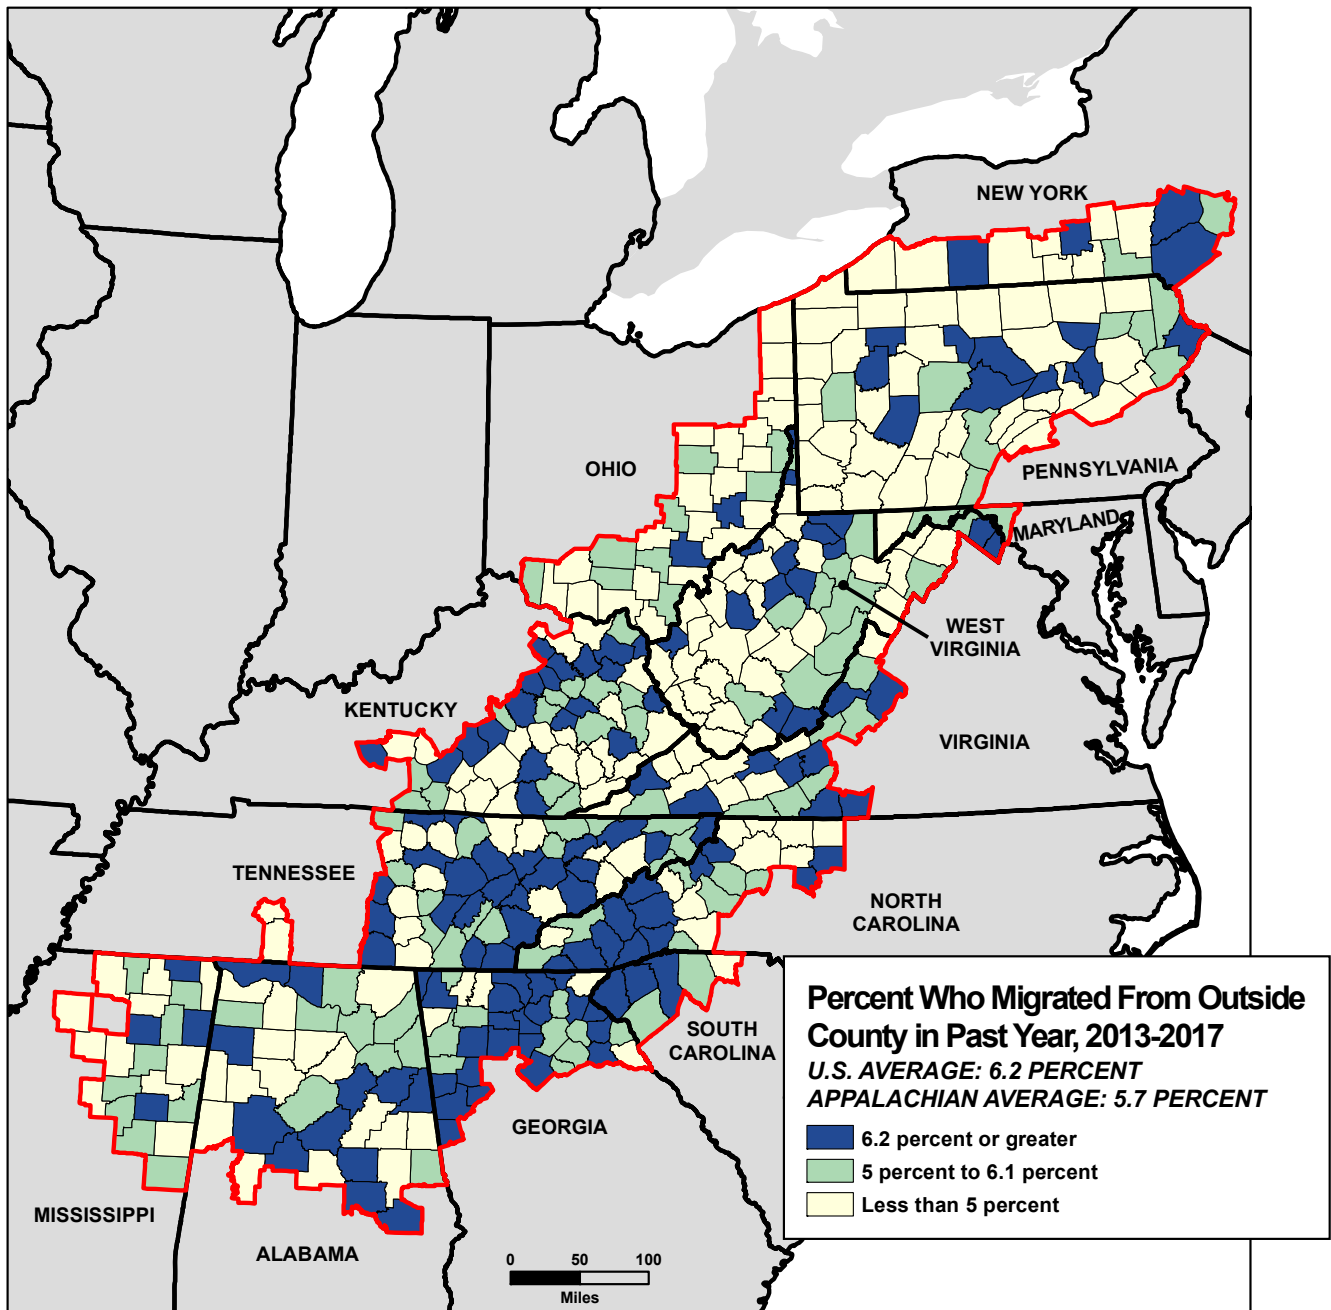 NEW YORK
OHIO
PENNSYLVANIA
MARYLAND
WEST
VIRGINIA
KENTUCKY
VIRGINIA
TENNESSEE
NORTH
CAROLINA
SOUTH
CAROLINA
GEORGIA
MISSISSIPPI
ALABAMA
Percent Who Migrated From Outside
County in Past Year, 2013-2017
U.S. AVERAGE: 6.2 PERCENT
APPALACHIAN AVERAGE: 5.7 PERCENT
6.2 percent or greater
5 percent to 6.1 percent
Less than 5 percent
0 50 100
Miles